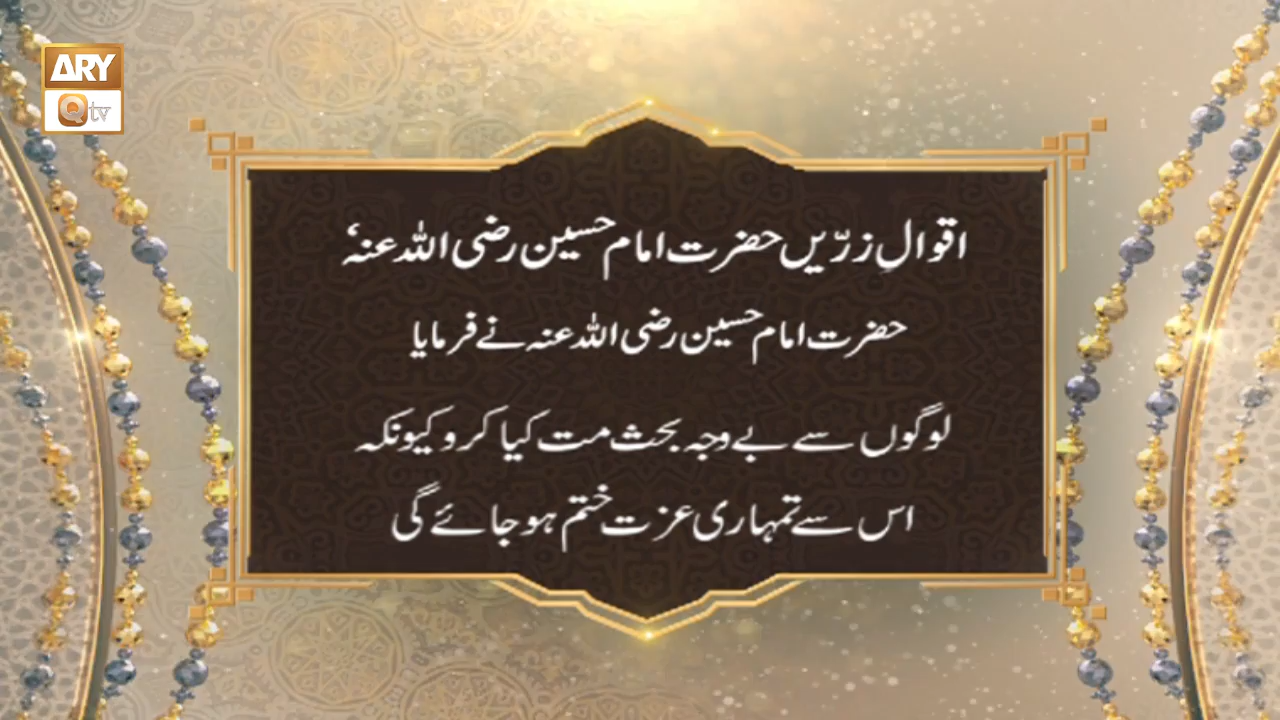 ARY
Qtv
اقوالِ زرّیں حضرت امام حسین رضی اللہ عنہٗ
حضرت امام حسین رضی اللہ عنہ نے فرمایا
لوگوں سے بے وجہ بحث مت کیا کرو کیونکہ
اس سے تمہاری عزت ختم ہو جائے گی